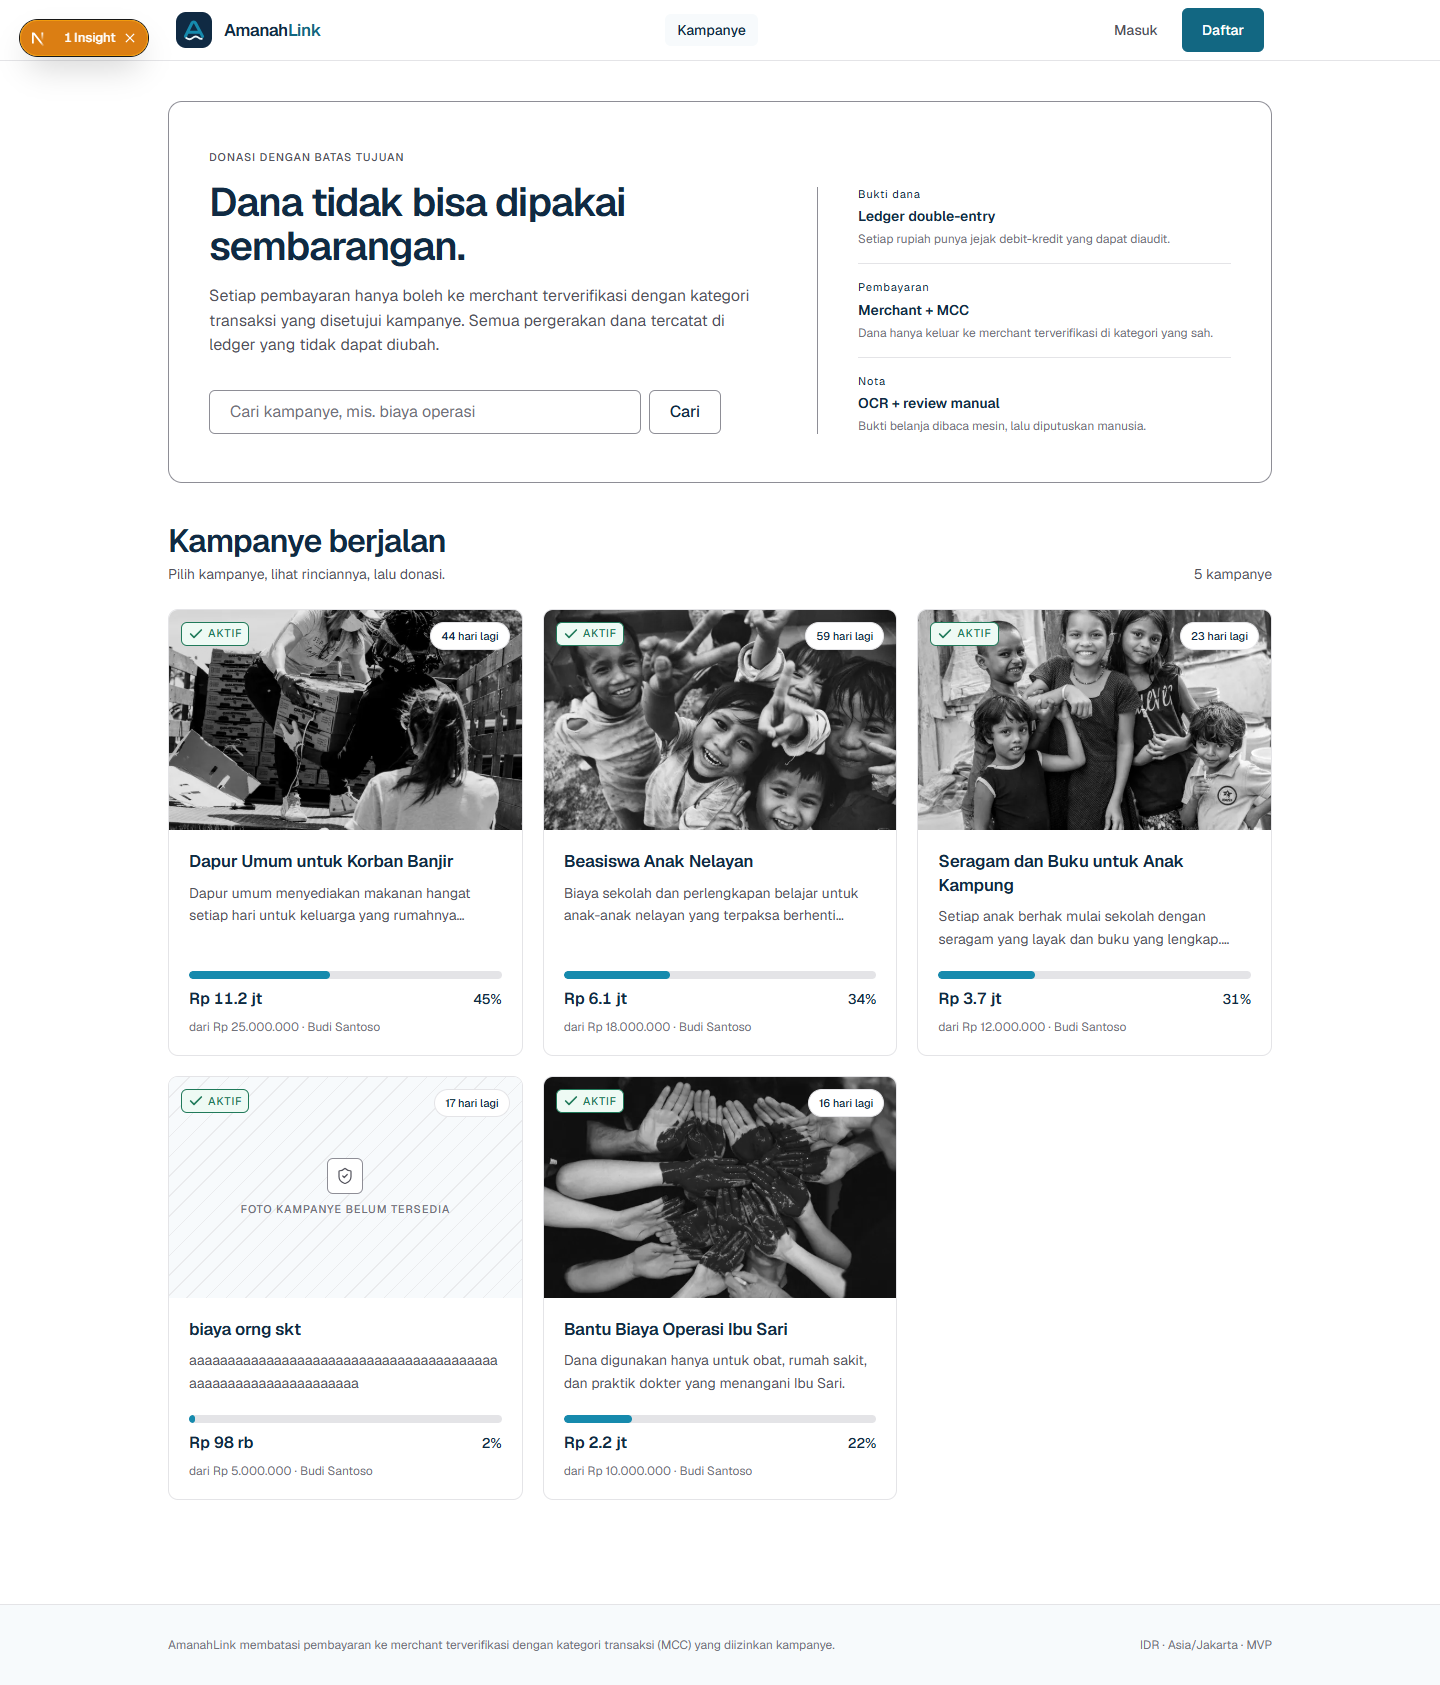 1 Insight
AmanahLink
Kampanye
Masuk
Daftar
DONASI DENGAN BATAS TUJUAN
Dana tidak bisa dipakai
sembarangan.
Setiap pembayaran hanya boleh ke merchant terverifikasi dengan kategori
transaksi yang disetujui kampanye. Semua pergerakan dana tercatat di
ledger yang tidak dapat diubah.
Cari kampanye, mis. biaya operasi
Cari
Bukti dana
Ledger double-entry
Setiap rupiah punya jejak debit-kredit yang dapat diaudit.
Pembayaran
Merchant + MCC
Dana hanya keluar ke merchant terverifikasi di kategori yang sah.
Nota
OCR + review manual
Bukti belanja dibaca mesin, lalu diputuskan manusia.
Kampanye berjalan
Pilih kampanye, lihat rinciannya, lalu donasi.
5 kampanye
AKTIF
44 hari lagi
Dapur Umum untuk Korban Banjir
Dapur umum menyediakan makanan hangat
setiap hari untuk keluarga yang rumahnya…
Rp 11.2 jt
45%
dari Rp 25.000.000 · Budi Santoso
AKTIF
59 hari lagi
Beasiswa Anak Nelayan
Biaya sekolah dan perlengkapan belajar untuk
anak-anak nelayan yang terpaksa berhenti…
Rp 6.1 jt
34%
dari Rp 18.000.000 · Budi Santoso
AKTIF
23 hari lagi
Seragam dan Buku untuk Anak
Kampung
Setiap anak berhak mulai sekolah dengan
seragam yang layak dan buku yang lengkap.…
Rp 3.7 jt
31%
dari Rp 12.000.000 · Budi Santoso
AKTIF
17 hari lagi
FOTO KAMPANYE BELUM TERSEDIA
biaya orng skt
aaaaaaaaaaaaaaaaaaaaaaaaaaaaaaaaaaaaaaaa
aaaaaaaaaaaaaaaaaaaaaa
Rp 98 rb
2%
dari Rp 5.000.000 · Budi Santoso
AKTIF
16 hari lagi
Bantu Biaya Operasi Ibu Sari
Dana digunakan hanya untuk obat, rumah sakit,
dan praktik dokter yang menangani Ibu Sari.
Rp 2.2 jt
22%
dari Rp 10.000.000 · Budi Santoso
AmanahLink membatasi pembayaran ke merchant terverifikasi dengan kategori transaksi (MCC) yang diizinkan kampanye.
IDR · Asia/Jakarta · MVP